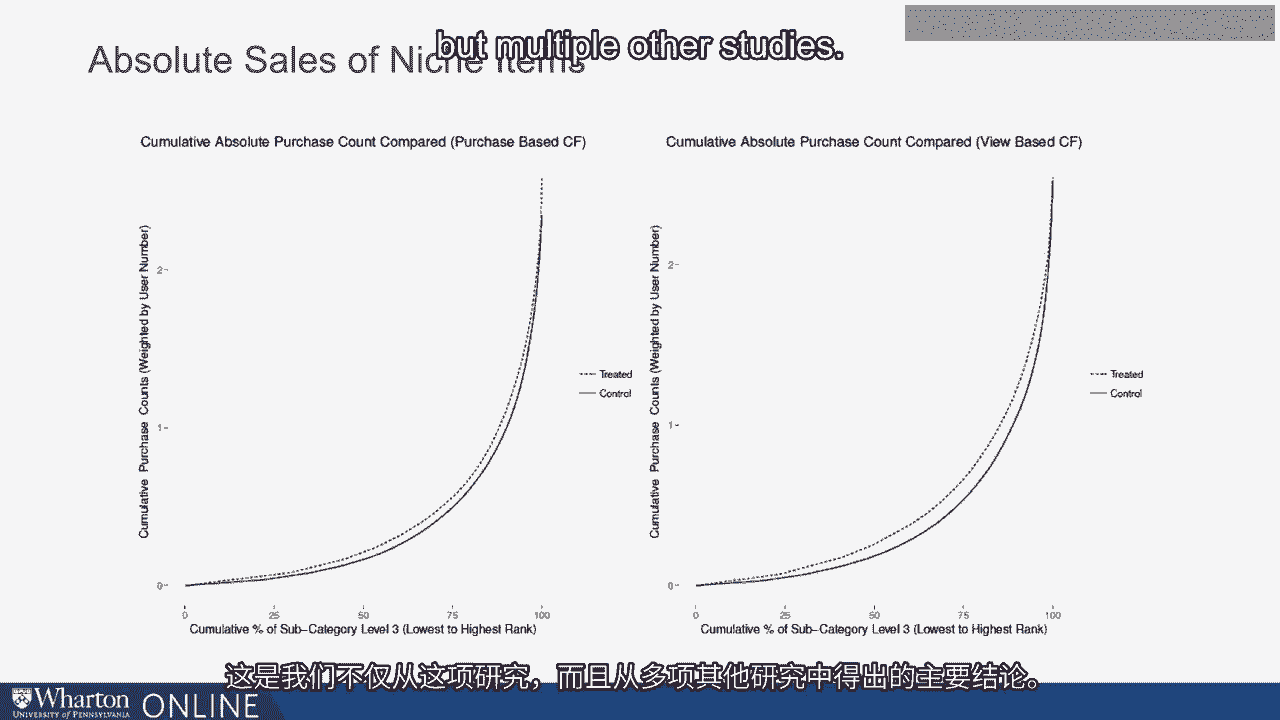 but multiple other studies.
Absolute Sales of Niche Items
Cumulative Absolute Purchase Count Compared (Purchase Based CF)
Cumulative Purchase Counts (Weighted by User Number)
2
1
0
0 25 50 75 100
Cumulative % of Sub-Category Level 3 (Lowest to Highest Rank)
Treated
Control
Cumulative Absolute Purchase Count Compared (View Based CF)
Cumulative Purchase Counts (Weighted by User Number)
2
1
0
0 25 50 75 100
Cumulative % of Sub-Category Level 3 (Lowest to Highest Rank)
Treated
Control
这是我们不仅从这项研究，而且从多项其他研究中得出的主要结论。
Wharton ONLINE
UNIVERSITY of PENNSYLVANIA